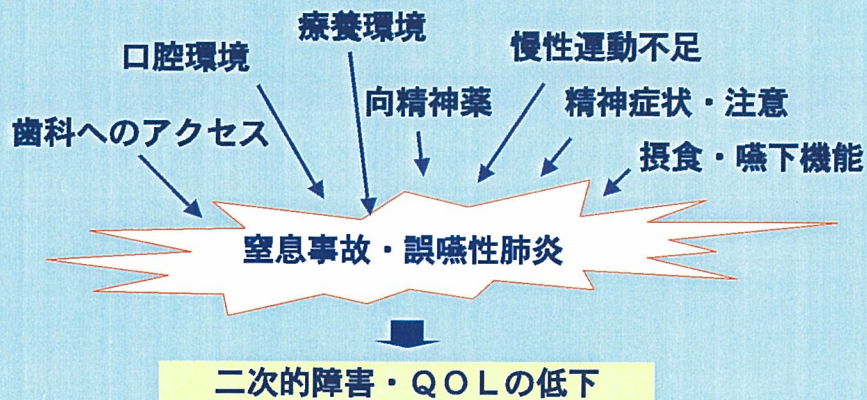 療養環境
口腔環境
慢性運動不足
向精神薬
精神症状・注意
歯科へのアクセス
摂食・嚥下機能
窒息事故・誤嚥性肺炎
二次的障害・QOLの低下